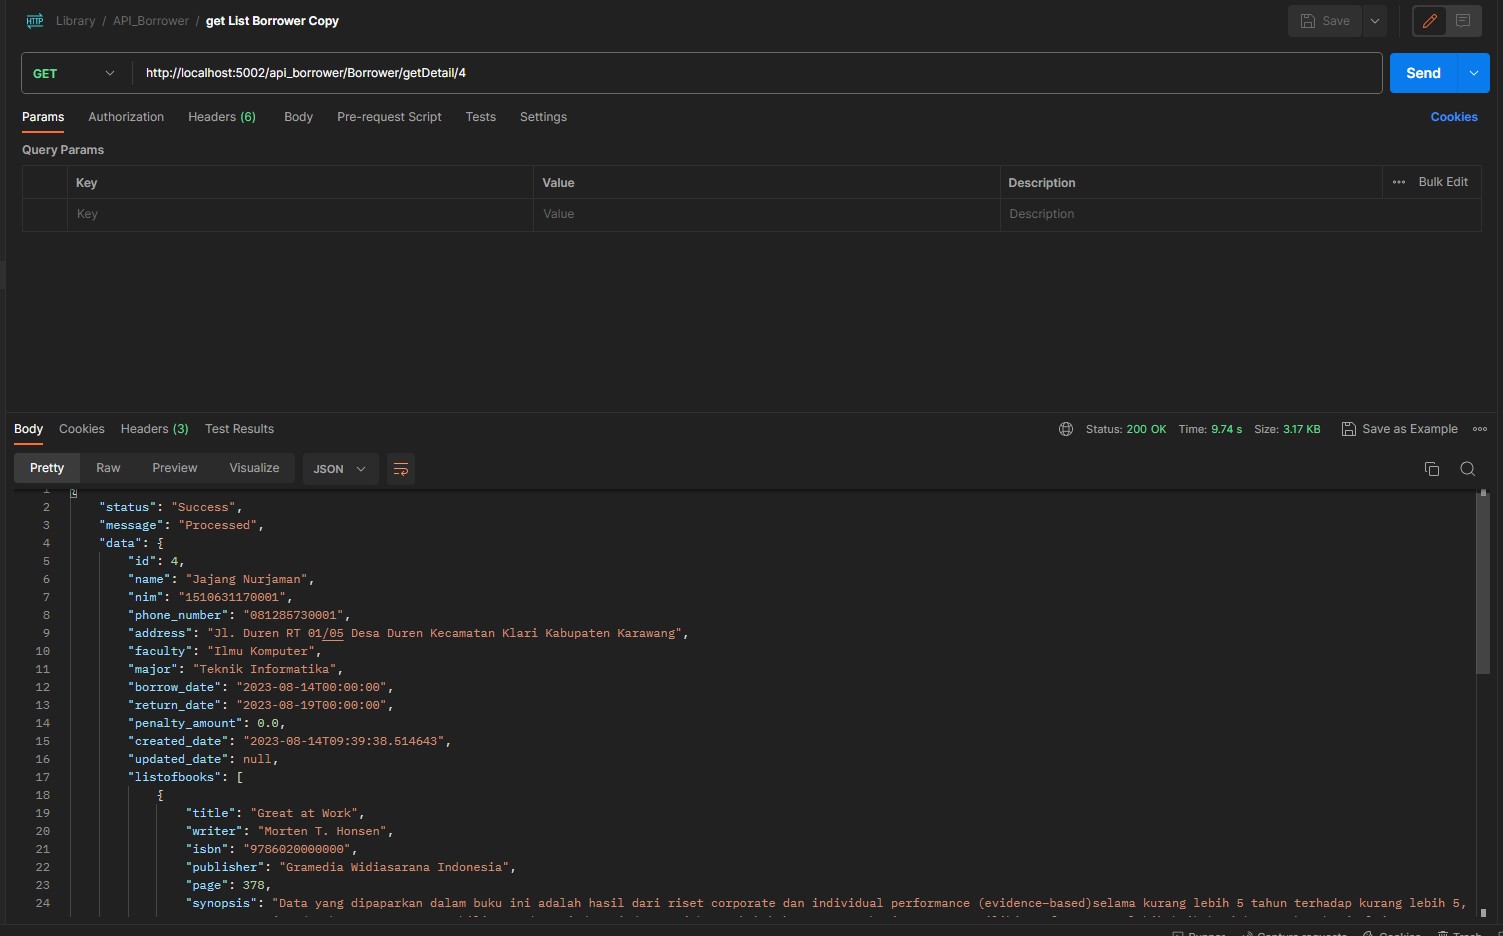 Library / API_Borrower / get List Borrower Copy
Save
GET http://localhost:5002/api_borrower/Borrower/getDetail/4 Send
Params Authorization Headers (6) Body Pre-request Script Tests Settings Cookies
Query Params
Key Value Description ••• Bulk Edit
Key Value Description
Body Cookies Headers (3) Test Results Status: 200 OK Time: 9.74 s Size: 3.17 KB Save as Example
Pretty Raw Preview Visualize JSON
1 {
2 "status": "Success",
3 "message": "Processed",
4 "data": {
5 "id": 4,
6 "name": "Jajang Nurjaman",
7 "nim": "1510631170001",
8 "phone_number": "081285730001",
9 "address": "Jl. Duren RT 01/05 Desa Duren Kecamatan Klari Kabupaten Karawang",
10 "faculty": "Ilmu Komputer",
11 "major": "Teknik Informatika",
12 "borrow_date": "2023-08-14T00:00:00",
13 "return_date": "2023-08-19T00:00:00",
14 "penalty_amount": 0.0,
15 "created_date": "2023-08-14T09:39:38.514643",
16 "updated_date": null,
17 "listofbooks": [
18 {
19 "title": "Great at Work",
20 "writer": "Morten T. Honsen",
21 "isbn": "9786020000000",
22 "publisher": "Gramedia Widiasarana Indonesia",
23 "page": 378,
24 "synopsis": "Data yang dipaparkan dalam buku ini adalah hasil dari riset corporate dan individual performance (evidence-based)selama kurang lebih 5 tahun terhadap kurang lebih 5,
Runner Capture requests Cookies Trash